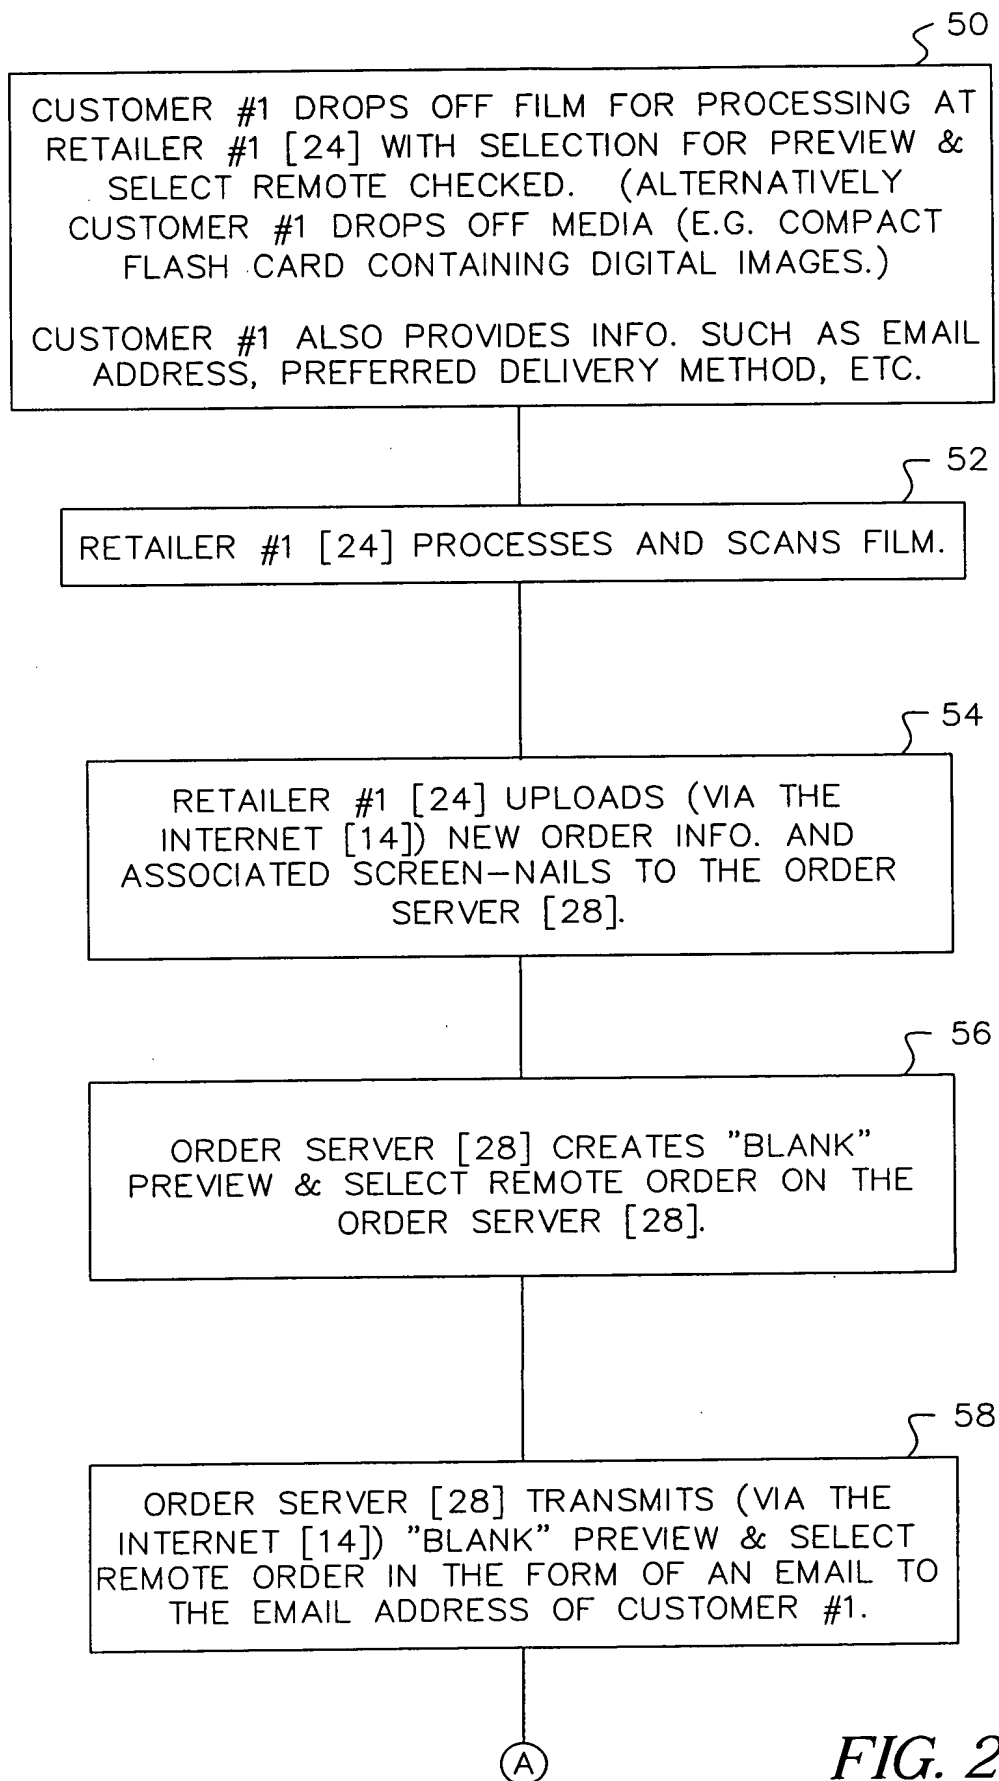 50
CUSTOMER #1 DROPS OFF FILM FOR PROCESSING AT
RETAILER #1 [24] WITH SELECTION FOR PREVIEW &
SELECT REMOTE CHECKED. (ALTERNATIVELY
CUSTOMER #1 DROPS OFF MEDIA (E.G. COMPACT
FLASH CARD CONTAINING DIGITAL IMAGES.)
CUSTOMER #1 ALSO PROVIDES INFO. SUCH AS EMAIL
ADDRESS, PREFERRED DELIVERY METHOD, ETC.
52
RETAILER #1 [24] PROCESSES AND SCANS FILM.
54
RETAILER #1 [24] UPLOADS (VIA THE
INTERNET [14]) NEW ORDER INFO. AND
ASSOCIATED SCREEN-NAILS TO THE ORDER
SERVER [28].
56
ORDER SERVER [28] CREATES "BLANK"
PREVIEW & SELECT REMOTE ORDER ON THE
ORDER SERVER [28].
58
ORDER SERVER [28] TRANSMITS (VIA THE
INTERNET [14]) "BLANK" PREVIEW & SELECT
REMOTE ORDER IN THE FORM OF AN EMAIL TO
THE EMAIL ADDRESS OF CUSTOMER #1.
A
FIG. 2